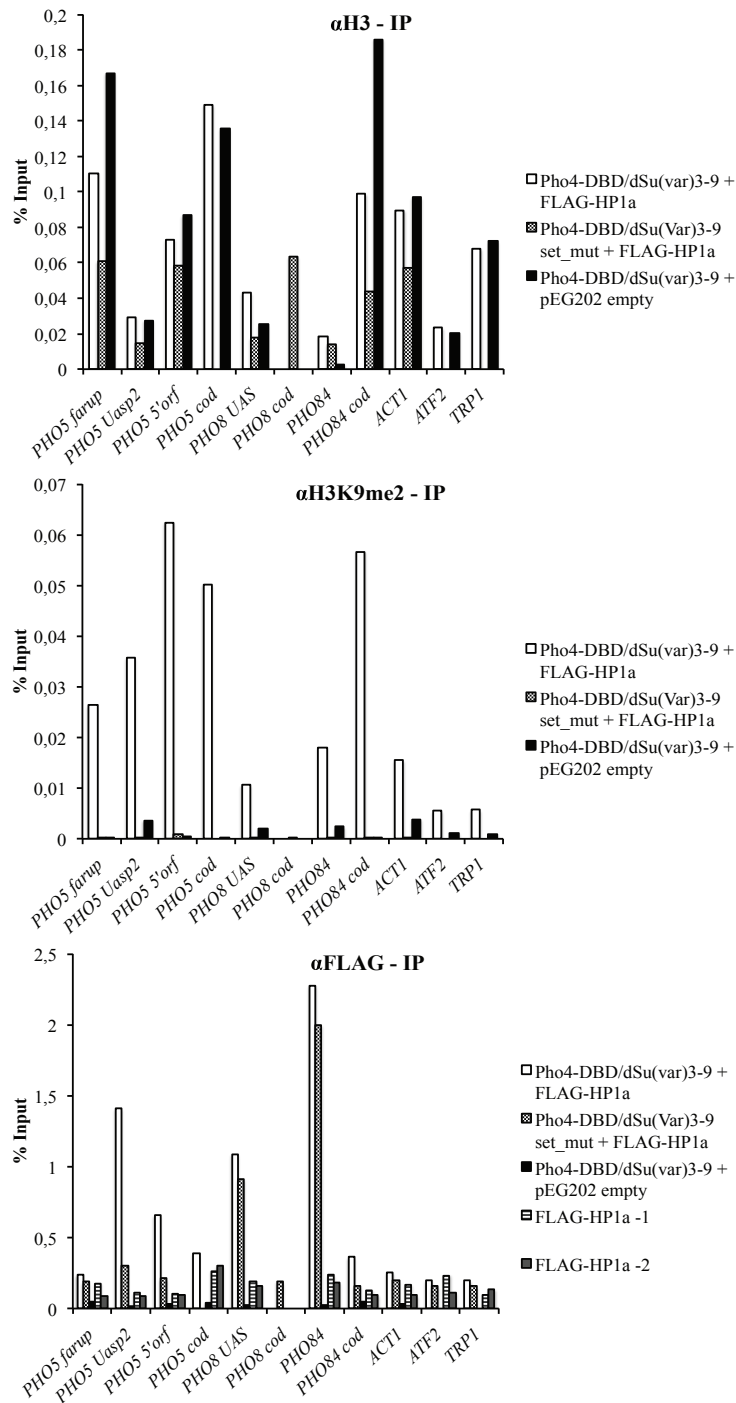 αH3 - IP
0,2
0,18
0,16
0,14
0,12
0,1
0,08
0,06
0,04
0,02
0
% Input
PHO5 farup
PHO5 Uasp2
PHO5 5'orf
PHO5 cod
PHO8 UAS
PHO8 cod
PHO84
PHO84 cod
ACT1
ATF2
TRP1
Pho4-DBD/dSu(var)3-9 +
FLAG-HP1a
Pho4-DBD/dSu(Var)3-9
set_mut + FLAG-HP1a
Pho4-DBD/dSu(var)3-9 +
pEG202 empty
αH3K9me2 - IP
0,07
0,06
0,05
0,04
0,03
0,02
0,01
0
% Input
PHO5 farup
PHO5 Uasp2
PHO5 5'orf
PHO5 cod
PHO8 UAS
PHO8 cod
PHO84
PHO84 cod
ACT1
ATF2
TRP1
Pho4-DBD/dSu(var)3-9 +
FLAG-HP1a
Pho4-DBD/dSu(Var)3-9
set_mut + FLAG-HP1a
Pho4-DBD/dSu(var)3-9 +
pEG202 empty
αFLAG - IP
2,5
2
1,5
1
0,5
0
% Input
PHO5 farup
PHO5 Uasp2
PHO5 5'orf
PHO5 cod
PHO8 UAS
PHO8 cod
PHO84
PHO84 cod
ACT1
ATF2
TRP1
Pho4-DBD/dSu(var)3-9 +
FLAG-HP1a
Pho4-DBD/dSu(Var)3-9
set_mut + FLAG-HP1a
Pho4-DBD/dSu(var)3-9 +
pEG202 empty
FLAG-HP1a -1
FLAG-HP1a -2